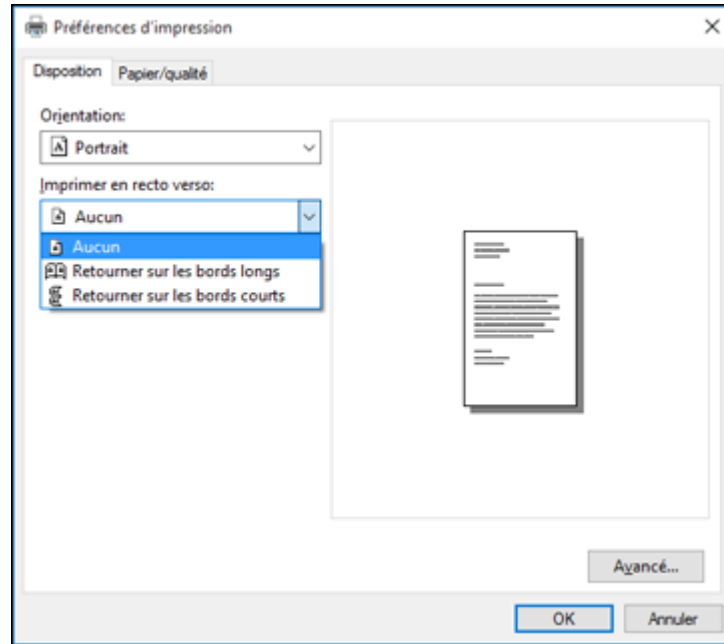 Préférences d'impression
Disposition
Papier/qualité
Orientation:
Portrait
Imprimer en recto verso:
Aucun
Aucun
Retourner sur les bords longs
Retourner sur les bords courts
Avancé...
OK
Annuler